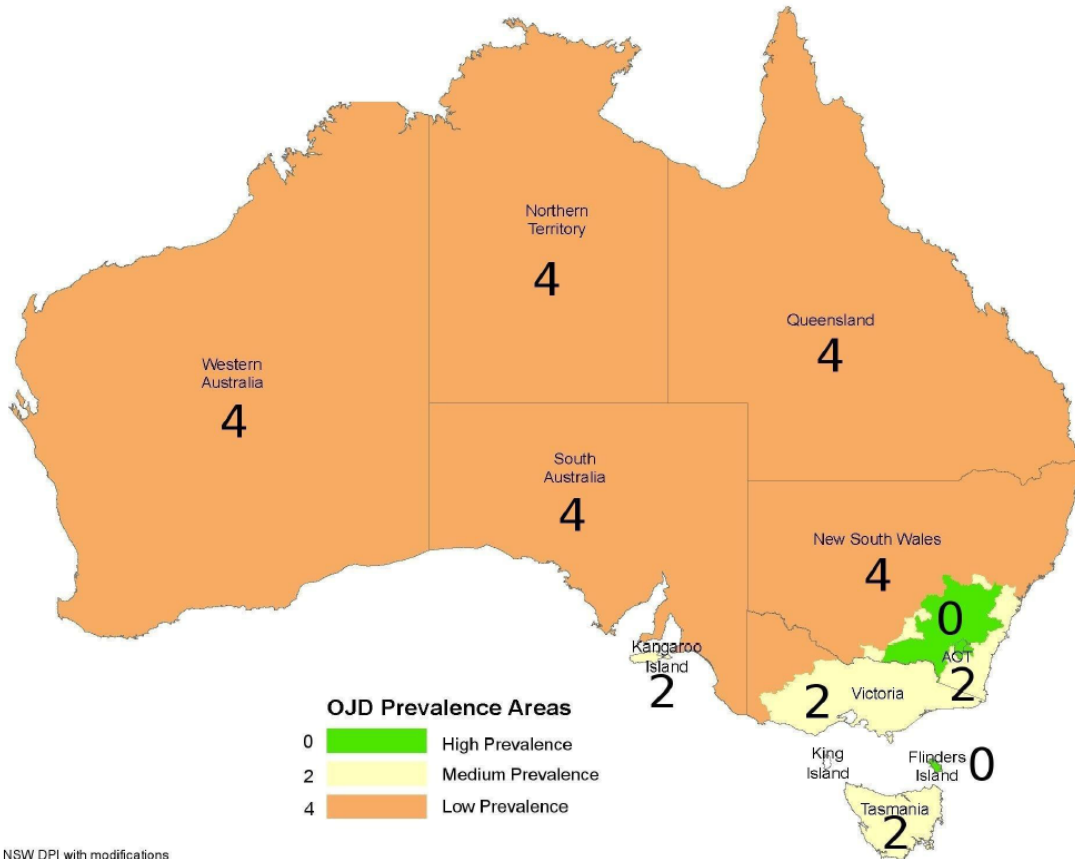 Northern
Territory
4
Queensland
4
Western
Australia
4
South
Australia
4
New South Wales
4
0
ACT
2
Kangaroo
Island
2
2
Victoria
OJD Prevalence Areas
0 High Prevalence
2 Medium Prevalence
4 Low Prevalence
King
Island
Flinders
Island
0
Tasmania
2
NSW DPI with modifications